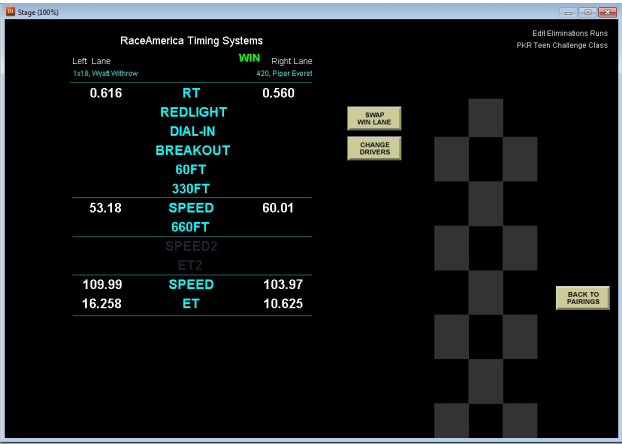 Stage (100%)
Edit Eliminations Runs
PKR Teen Challenge Class
RaceAmerica Timing Systems
Left Lane WIN Right Lane
1x18, Wyatt Withrow 420, Piper Everet
0.616 RT 0.560
REDLIGHT
DIAL-IN
BREAKOUT
60FT
330FT
53.18 SPEED 60.01
660FT
SPEED2
ET2
109.99 SPEED 103.97
16.258 ET 10.625
SWAP
WIN LANE
CHANGE
DRIVERS
BACK TO
PAIRINGS